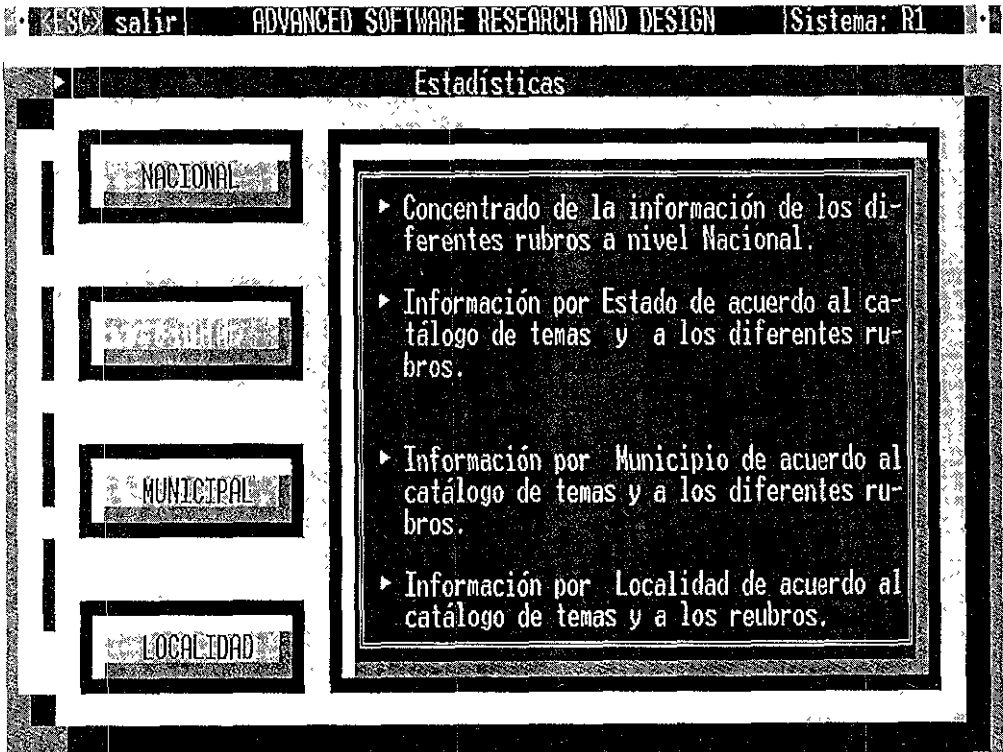 <ESC> salir | ADVANCED SOFTWARE RESEARCH AND DESIGN |Sistema: R1
Estadísticas
NACIONAL
► Concentrado de la información de los di-
ferentes rubros a nivel Nacional.
► Información por Estado de acuerdo al ca-
tálogo de temas y a los diferentes ru-
bros.
MUNICIPAL
► Información por Municipio de acuerdo al
catálogo de temas y a los diferentes ru-
bros.
LOCALIDAD
► Información por Localidad de acuerdo al
catálogo de temas y a los reubros.